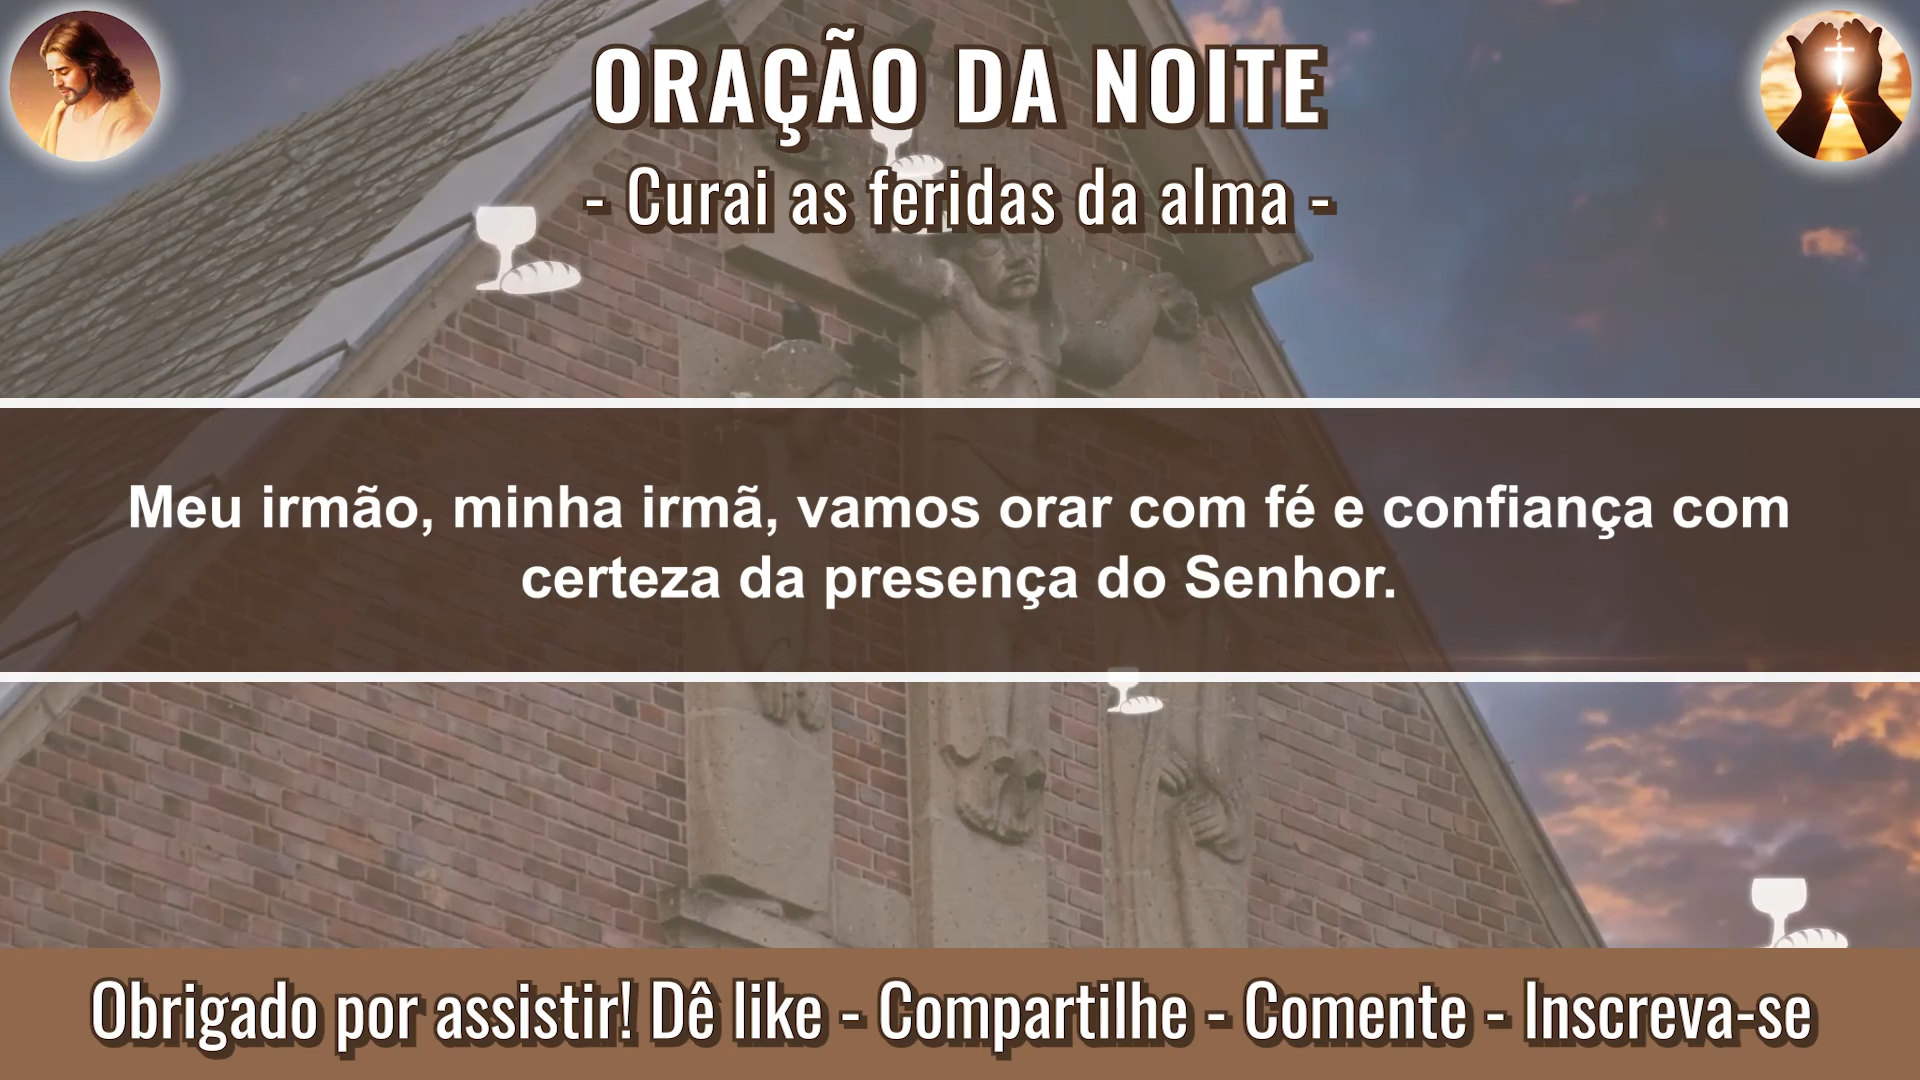 ORAÇÃO DA NOITE
- Curai as feridas da alma -
Meu irmão, minha irmã, vamos orar com fé e confiança com
certeza da presença do Senhor.
Obrigado por assistir! Dê like - Compartilhe - Comente - Inscreva-se